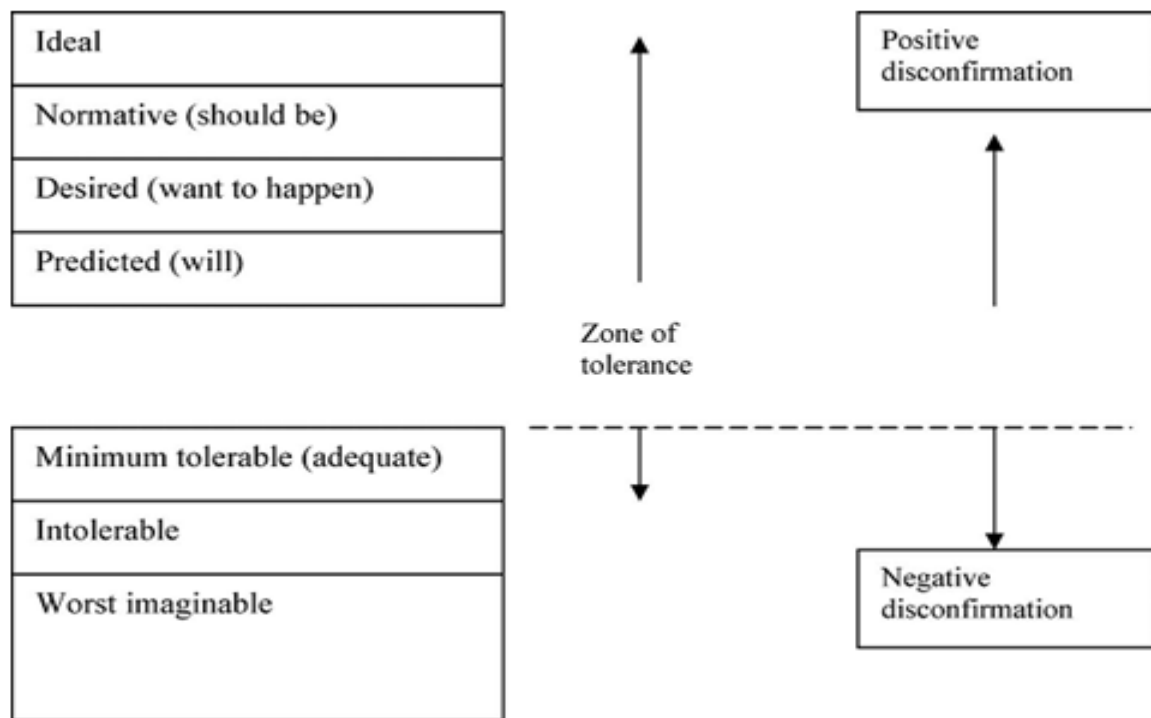 Ideal
Normative (should be)
Desired (want to happen)
Predicted (will)
Minimum tolerable (adequate)
Intolerable
Worst imaginable
Zone of
tolerance
Positive
disconfirmation
Negative
disconfirmation